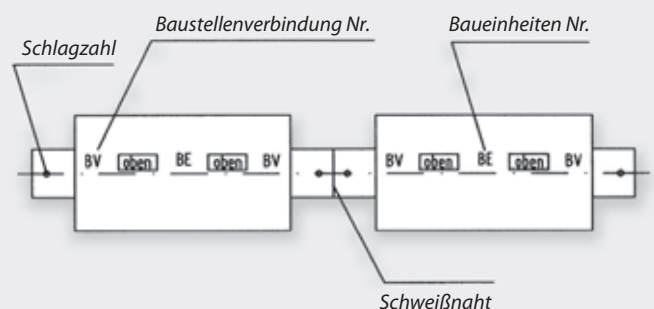 Baustellenverbindung Nr.
Baueinheiten Nr.
Schlagzahl
BV oben BE oben BV
BV oben BE oben BV
Schweißnaht